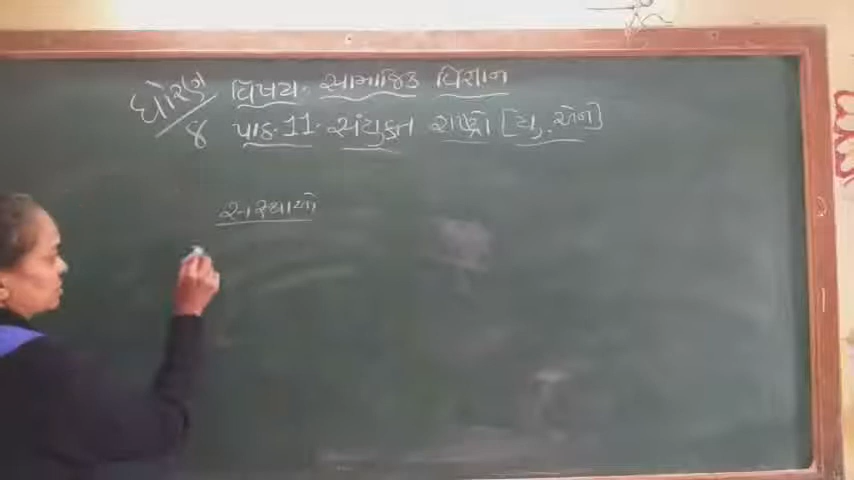 ધોરણ
8
વિષય. સામાજિક વિજ્ઞાન
પાઠ. 11. સંયુક્ત રાષ્ટ્રો [યુ. એન]
સંસ્થાઓ